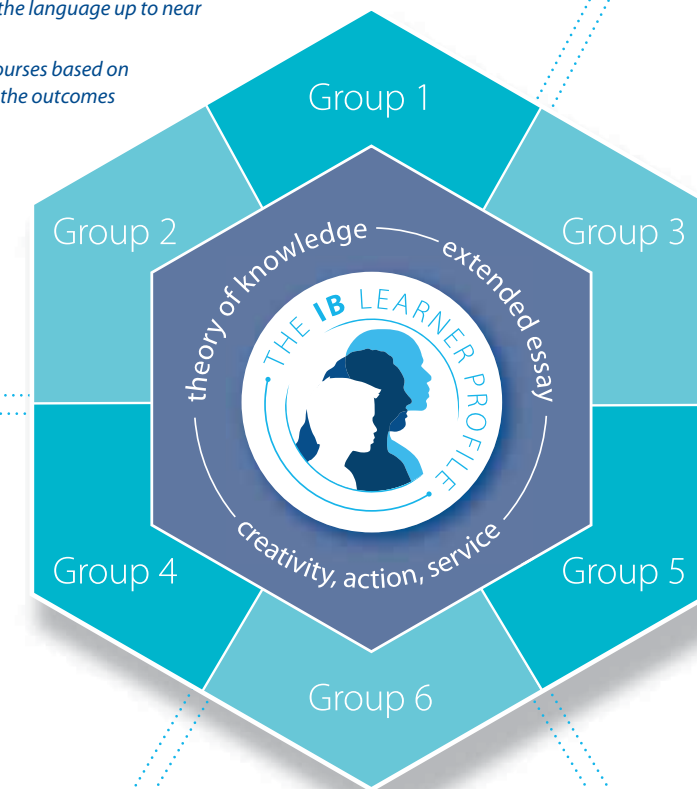 the language up to near
ourses based on
the outcomes
Group 1
Group 2
Group 3
theory of knowledge
extended essay
THE IB LEARNER PROFILE
creativity, action, service
Group 4
Group 5
Group 6